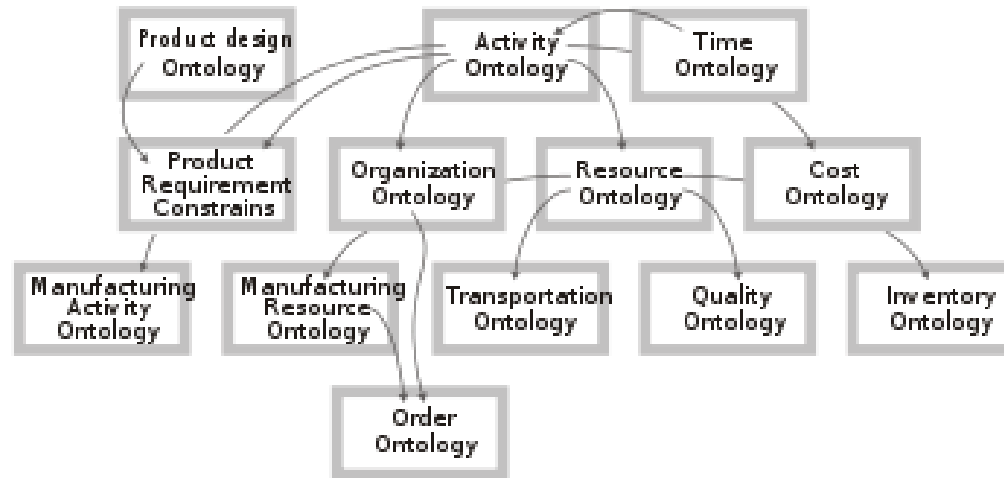 Product design
Ontology
Activity
Ontology
Time
Ontology
Product
Requirement
Constrains
Organization
Ontology
Resource
Ontology
Cost
Ontology
Manufacturing
Activity
Ontology
Manufacturing
Resource
Ontology
Transportation
Ontology
Quality
Ontology
Inventory
Ontology
Order
Ontology